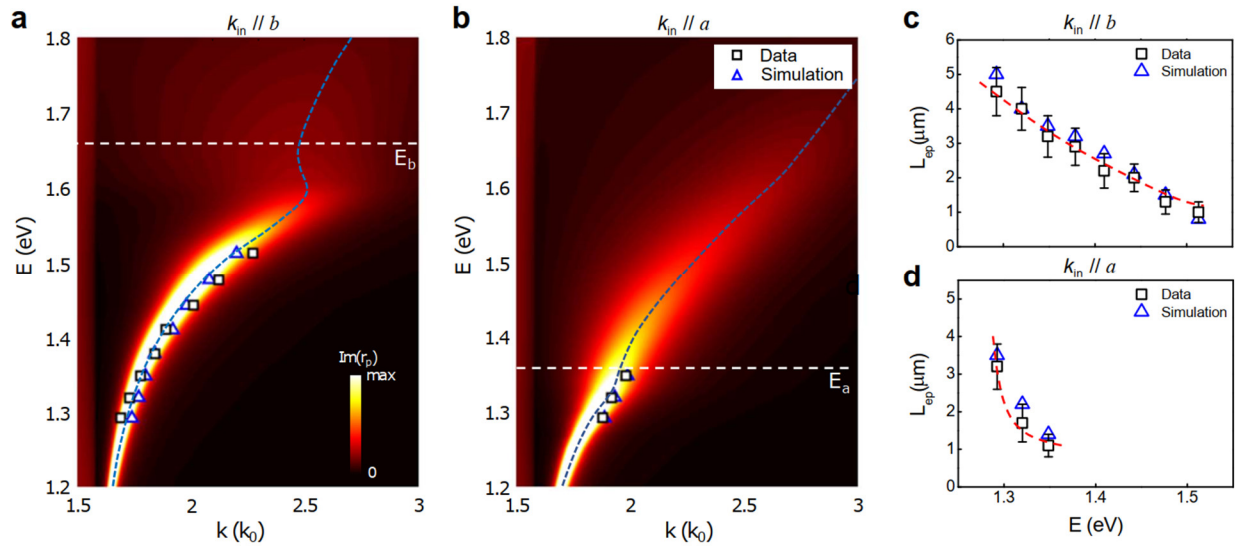 a
k_in // b
1.8
1.7
1.6
1.5
1.4
1.3
1.2
E (eV)
E_b
Im(r_p)
max
0
1.5 2 2.5 3
k (k_0)
b
k_in // a
Data
Simulation
1.8
1.7
1.6
1.5
1.4
1.3
1.2
E (eV)
d
E_a
1.5 2 2.5 3
k (k_0)
c
k_in // b
Data
Simulation
6
5
4
3
2
1
0
L_ep(μm)
d
k_in // a
Data
Simulation
5
4
3
2
1
0
L_ep(μm)
1.3 1.4 1.5
E (eV)